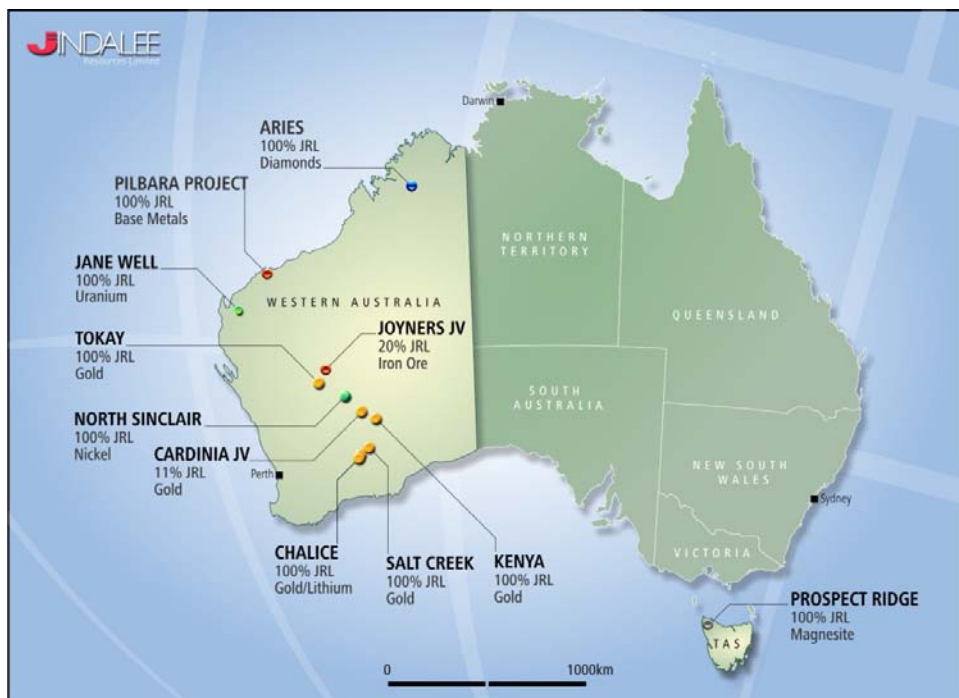 JINDALEE
Resources Limited
Darwin
ARIES
100% JRL
Diamonds
PILBARA PROJECT
100% JRL
Base Metals
NORTHERN
TERRITORY
JANE WELL
100% JRL
Uranium
WESTERN AUSTRALIA
QUEENSLAND
TOKAY
100% JRL
Gold
JOYNERS JV
20% JRL
Iron Ore
SOUTH
AUSTRALIA
NORTH SINCLAIR
100% JRL
Nickel
CARDINIA JV
11% JRL
Gold
Perth
NEW SOUTH
WALES
Sydney
CHALICE
100% JRL
Gold/Lithium
SALT CREEK
100% JRL
Gold
KENYA
100% JRL
Gold
VICTORIA
PROSPECT RIDGE
100% JRL
Magnesite
TAS
0
1000km